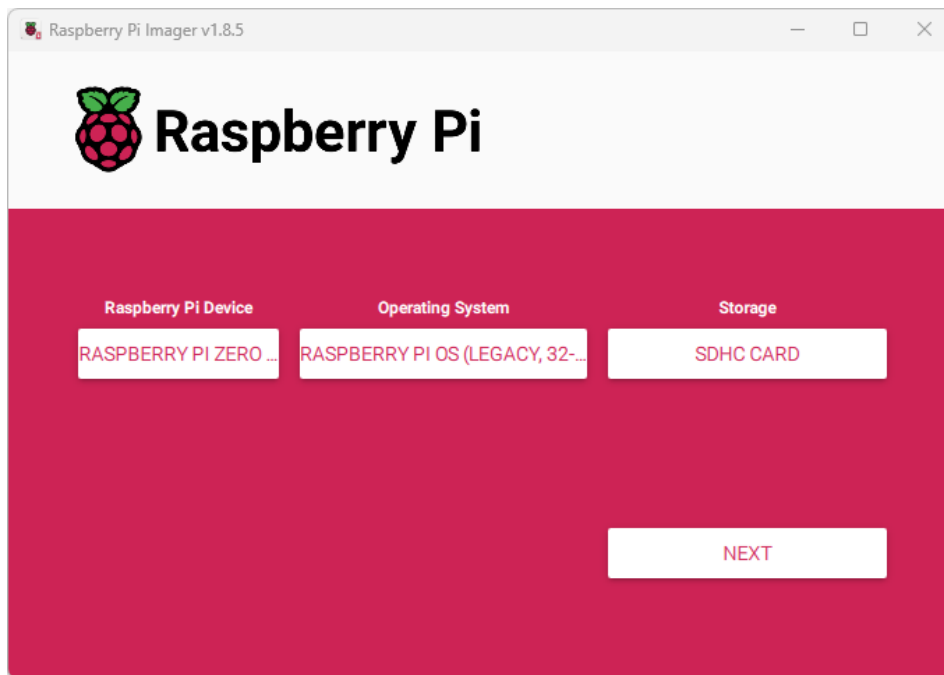 Raspberry Pi Imager v1.8.5
Raspberry Pi
Raspberry Pi Device
Operating System
Storage
RASPBERRY PI ZERO ...
RASPBERRY PI OS (LEGACY, 32-...
SDHC CARD
NEXT